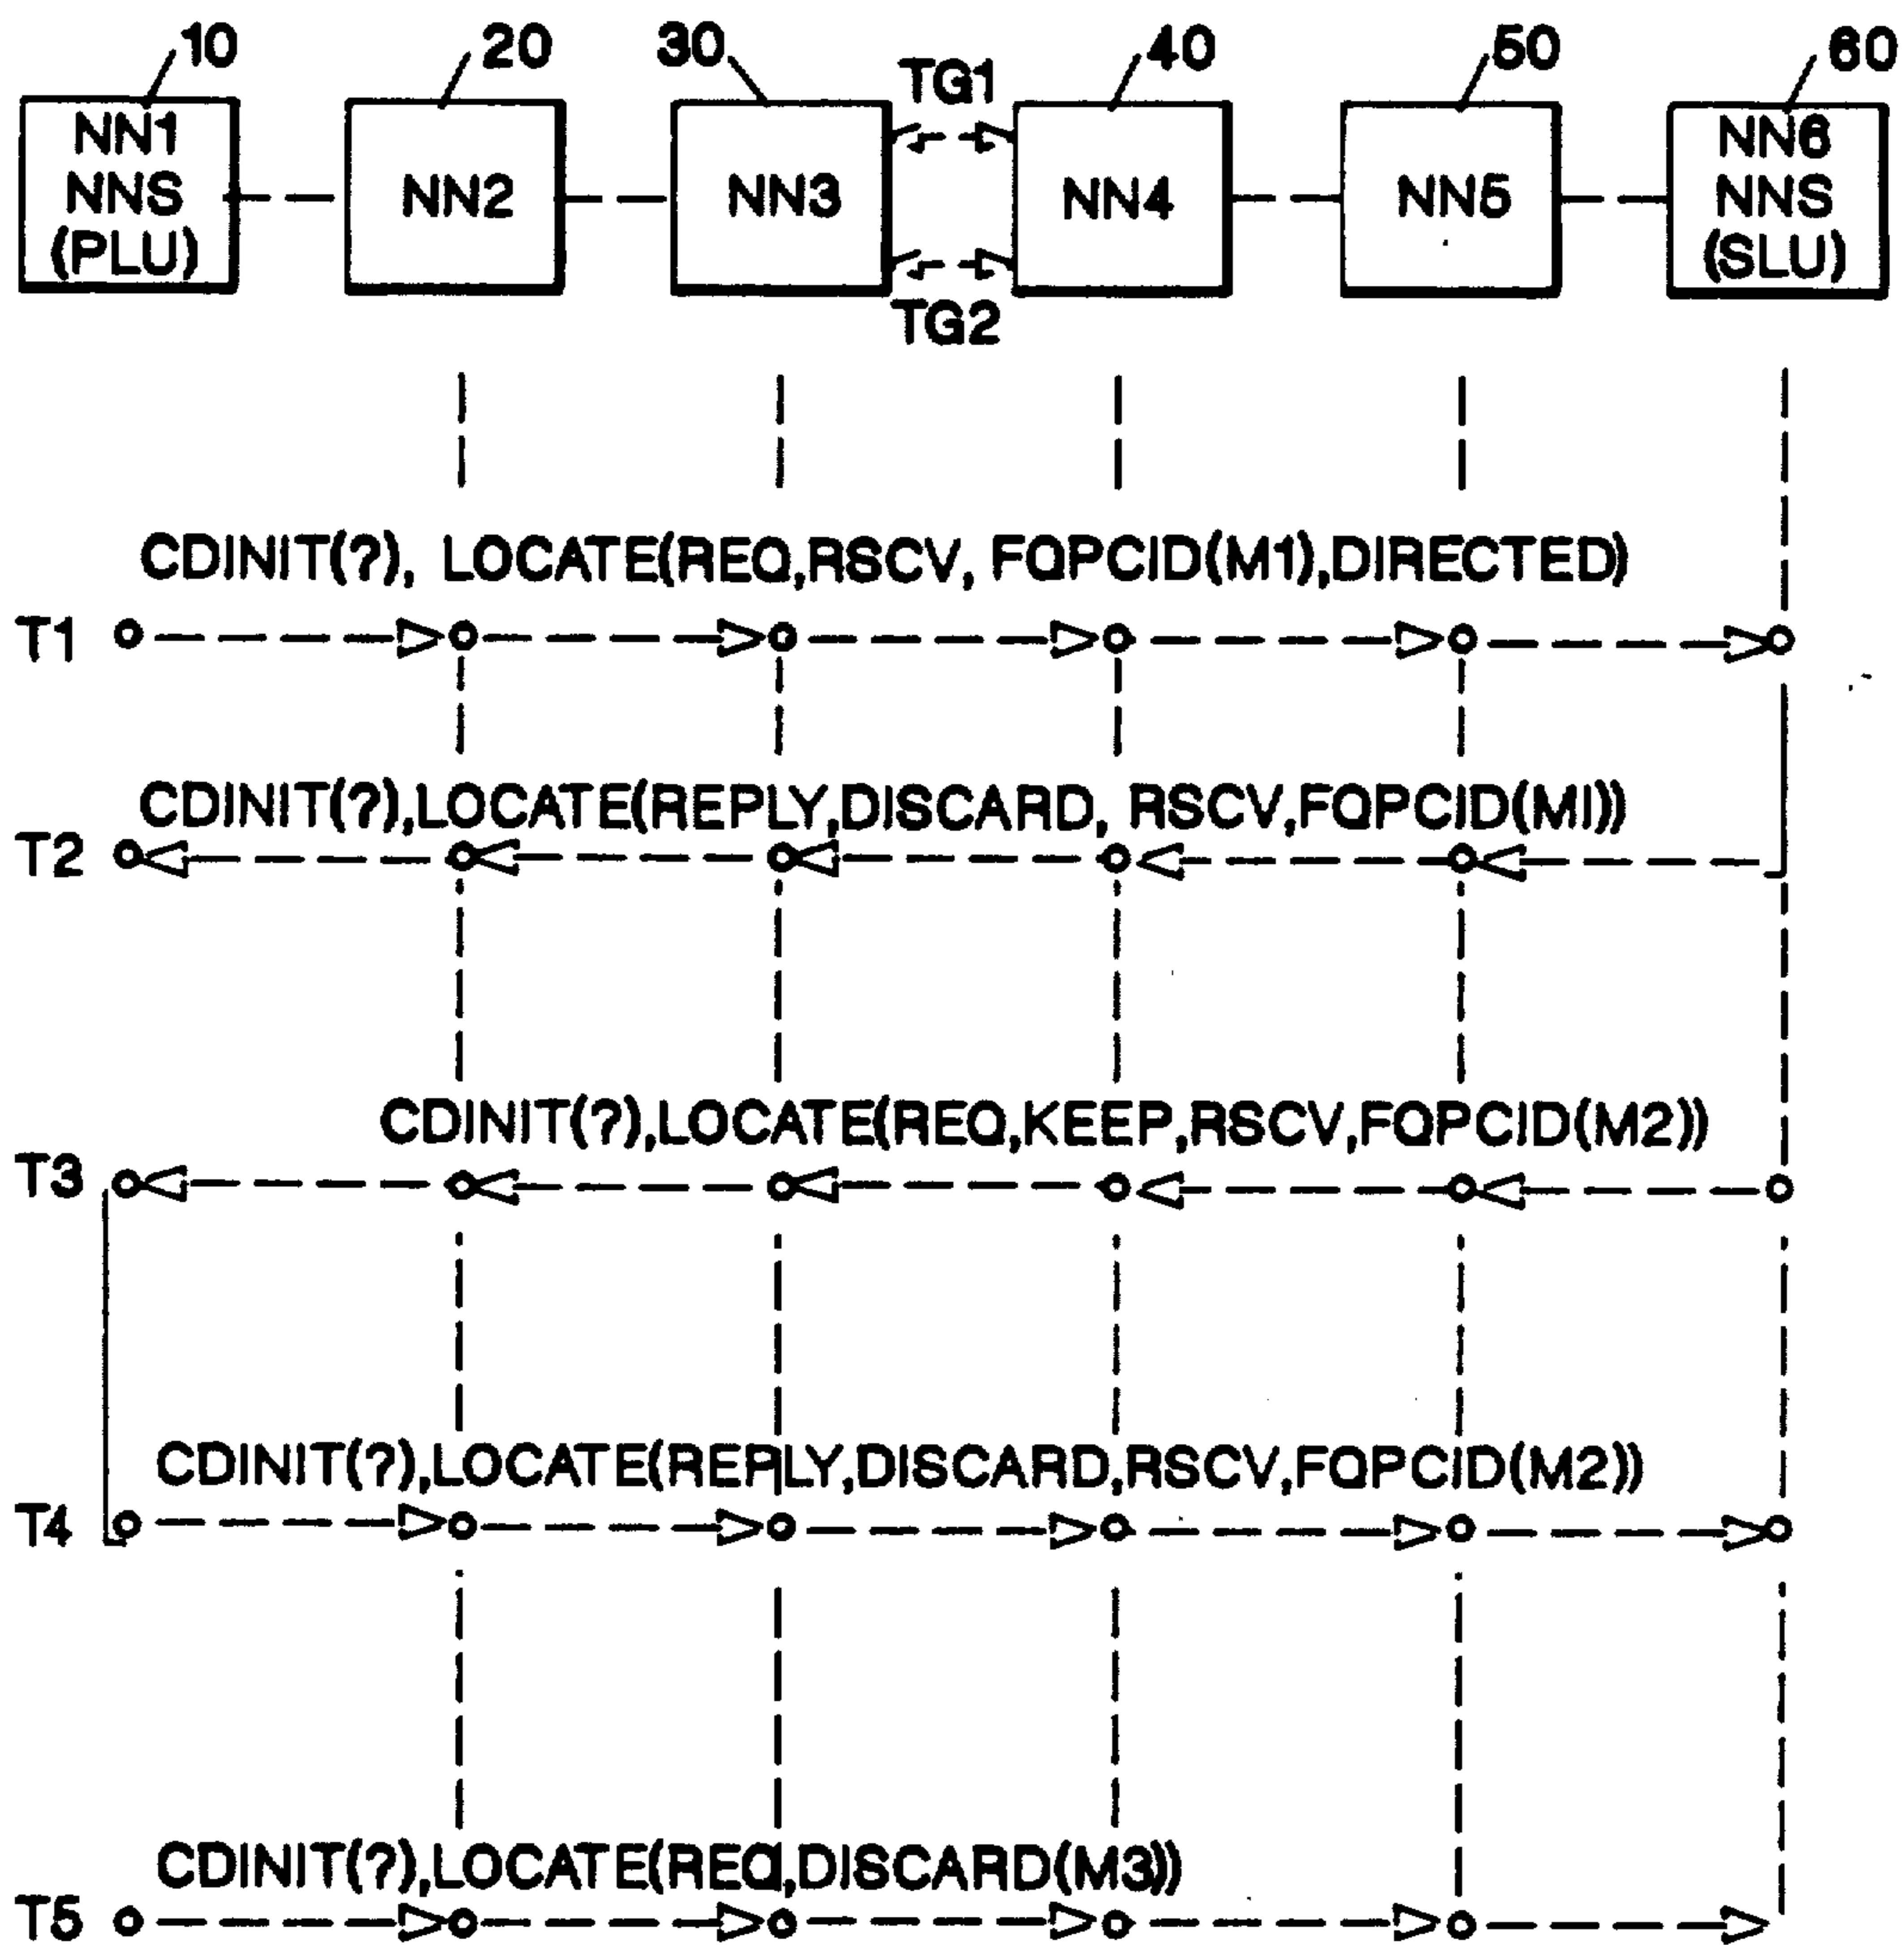 10 20 30 TG1 40 50 60
NN1
NNS
(PLU)
NN2
NN3
NN4
NN5
NN6
NNS
(SLU)
TG2
CDINIT(?), LOCATE(REQ,RSCV, FQPCID(M1),DIRECTED)
T1
CDINIT(?),LOCATE(REPLY,DISCARD, RSCV,FQPCID(MI))
T2
CDINIT(?),LOCATE(REQ,KEEP,RSCV,FQPCID(M2))
T3
CDINIT(?),LOCATE(REPLY,DISCARD,RSCV,FQPCID(M2))
T4
CDINIT(?),LOCATE(REQ,DISCARD(M3))
T5